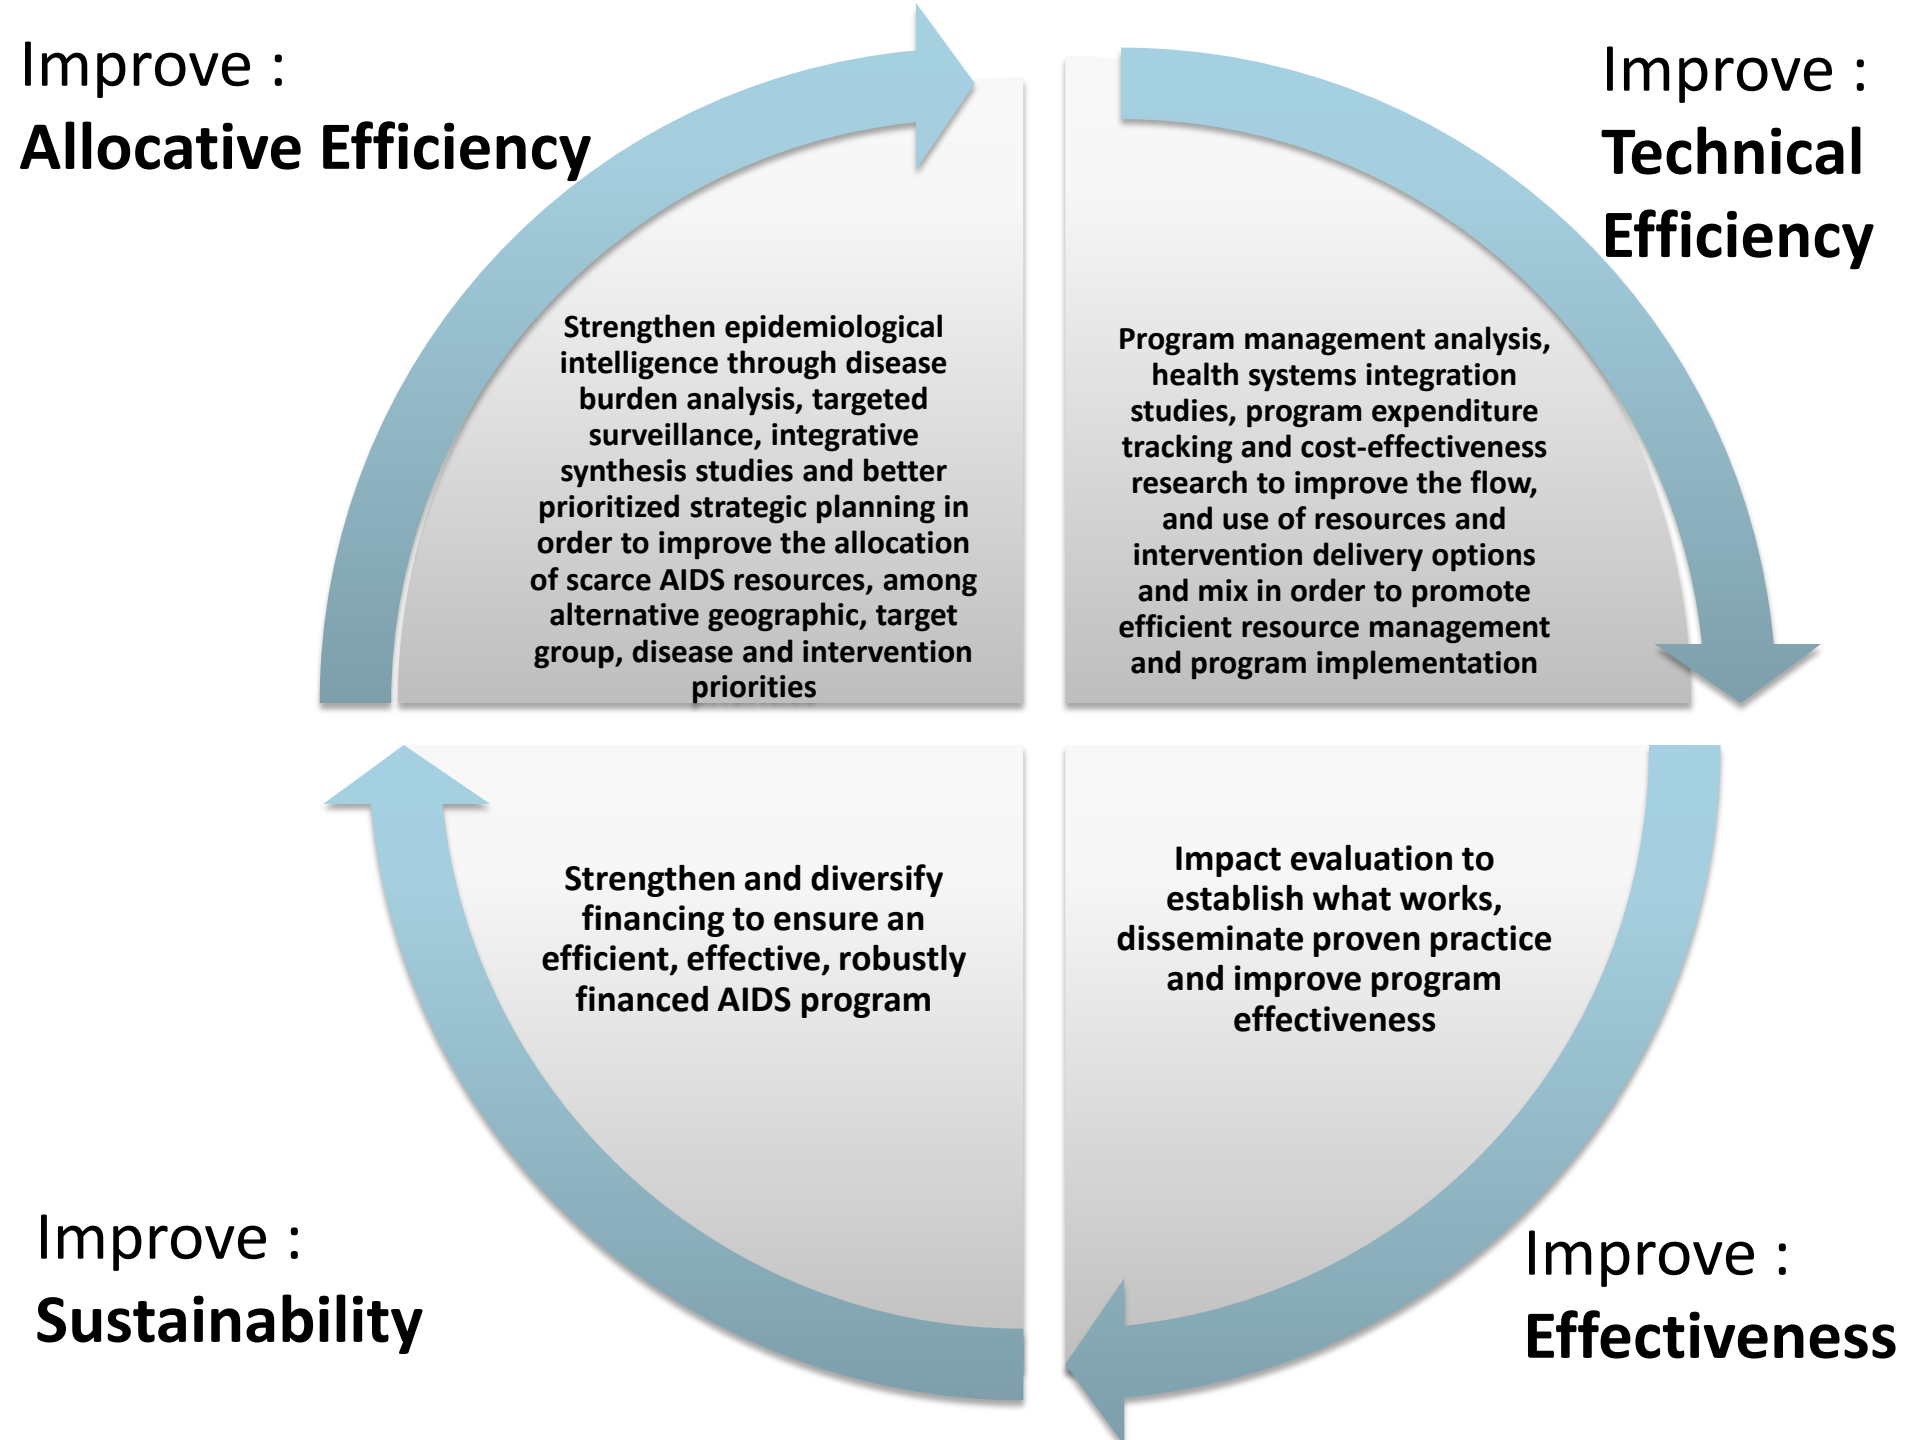 Improve :
Allocative Efficiency
Improve :
Technical
Efficiency
Strengthen epidemiological
intelligence through disease
burden analysis, targeted
surveillance, integrative
synthesis studies and better
prioritized strategic planning in
order to improve the allocation
of scarce AIDS resources, among
alternative geographic, target
group, disease and intervention
priorities
Program management analysis,
health systems integration
studies, program expenditure
tracking and cost-effectiveness
research to improve the flow,
and use of resources and
intervention delivery options
and mix in order to promote
efficient resource management
and program implementation
Strengthen and diversify
financing to ensure an
efficient, effective, robustly
financed AIDS program
Impact evaluation to
establish what works,
disseminate proven practice
and improve program
effectiveness
Improve :
Sustainability
Improve :
Effectiveness